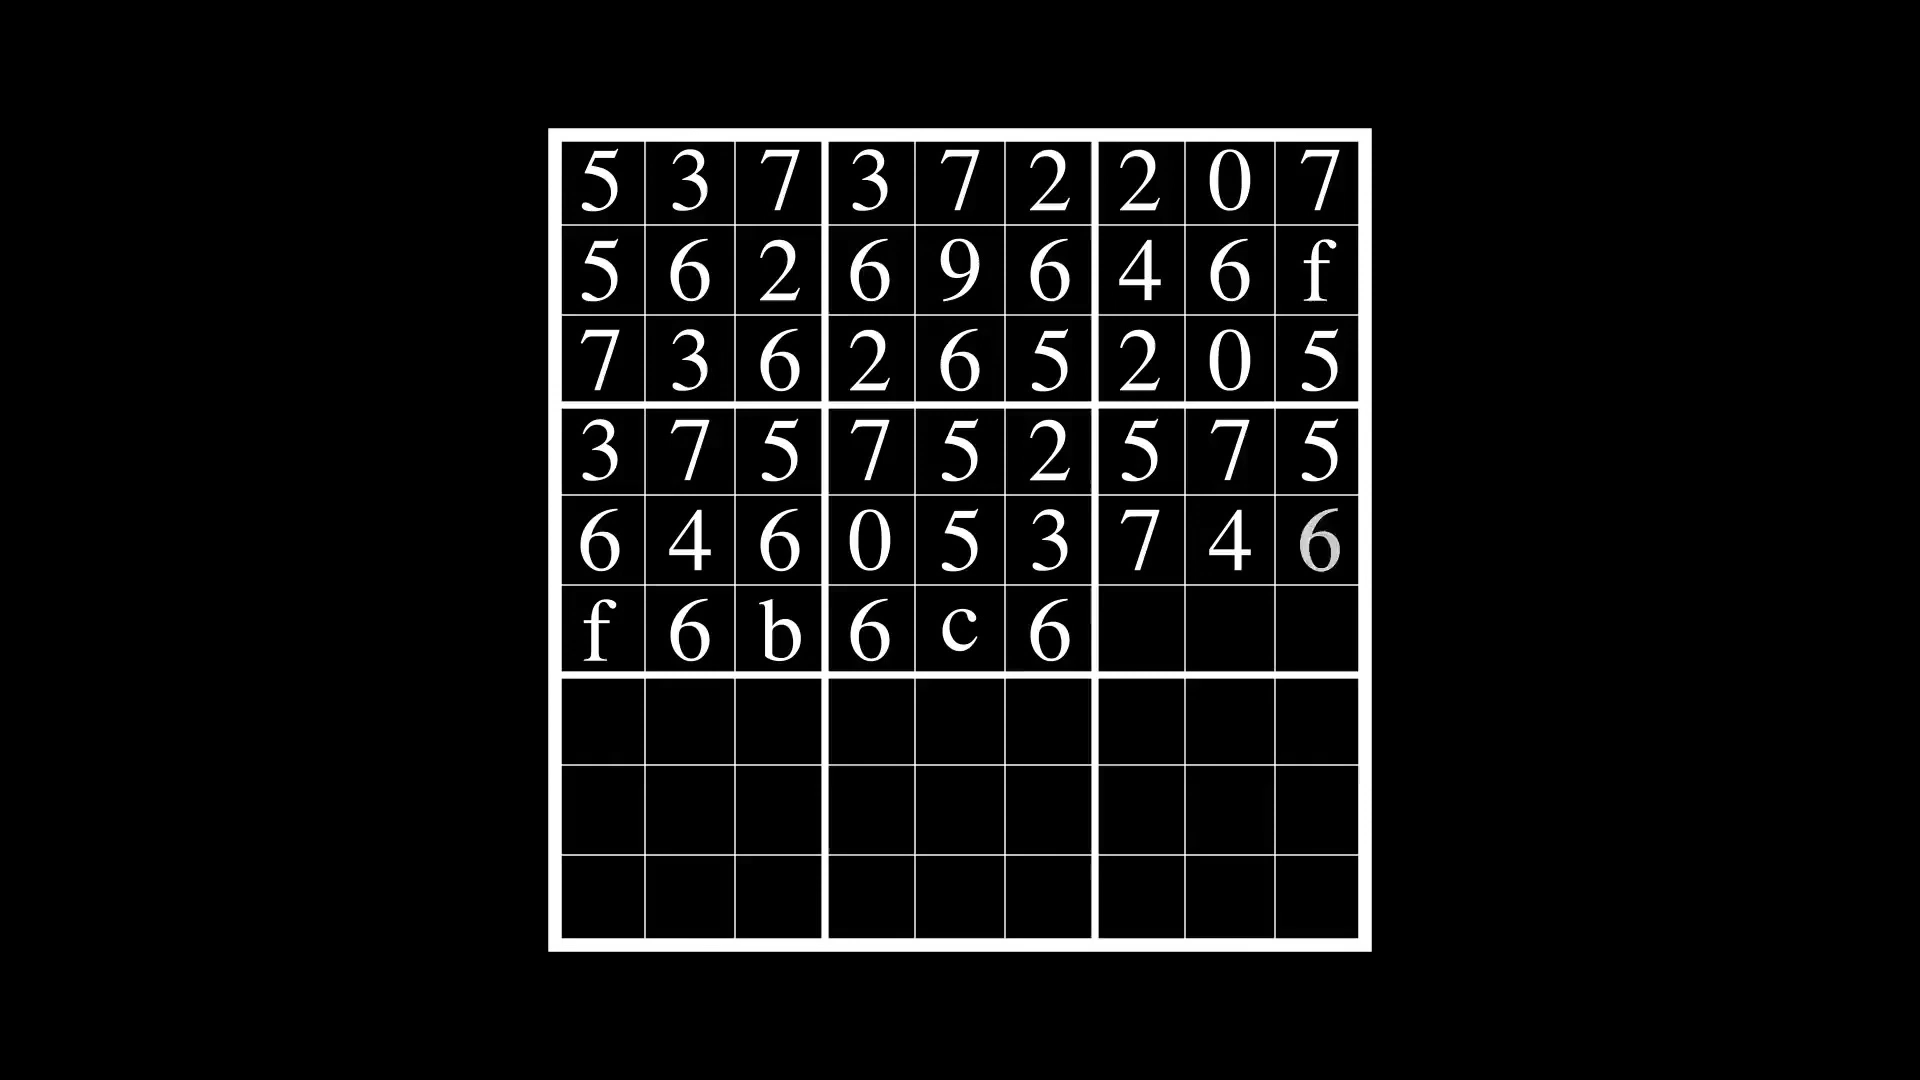 5 3 7 3 7 2 2 0 7
5 6 2 6 9 6 4 6 f
7 3 6 2 6 5 2 0 5
3 7 5 7 5 2 5 7 5
6 4 6 0 5 3 7 4 6
f 6 b 6 c 6